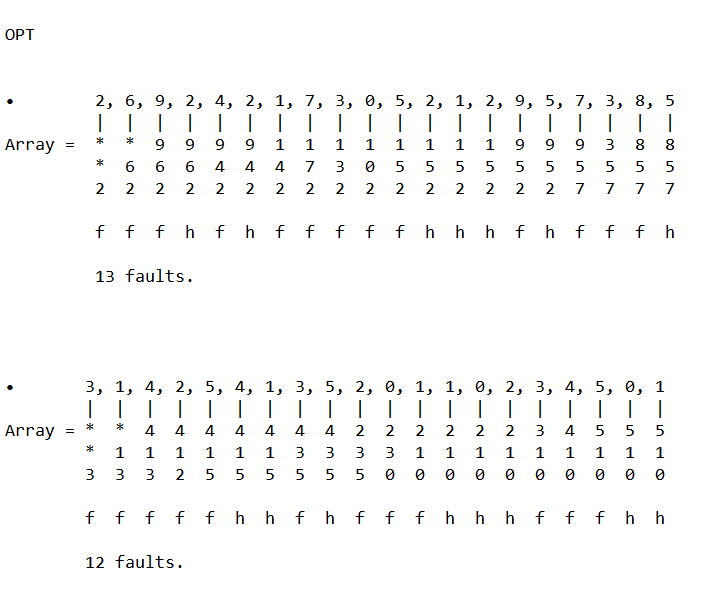 OPT
• 2, 6, 9, 2, 4, 2, 1, 7, 3, 0, 5, 2, 1, 2, 9, 5, 7, 3, 8, 5
| | | | | | | | | | | | | | | | | | | |
Array = * * 9 9 9 9 1 1 1 1 1 1 1 1 9 9 9 3 8 8
* 6 6 6 4 4 4 7 3 0 5 5 5 5 5 5 5 5 5 5
2 2 2 2 2 2 2 2 2 2 2 2 2 2 2 2 7 7 7 7
f f f h f h f f f f f h h h f h f f f h
13 faults.
• 3, 1, 4, 2, 5, 4, 1, 3, 5, 2, 0, 1, 1, 0, 2, 3, 4, 5, 0, 1
| | | | | | | | | | | | | | | | | | | |
Array = * * 4 4 4 4 4 4 4 2 2 2 2 2 2 3 4 5 5 5
* 1 1 1 1 1 1 3 3 3 3 1 1 1 1 1 1 1 1 1
3 3 3 2 5 5 5 5 5 5 0 0 0 0 0 0 0 0 0 0
f f f f f h h f h f f f h h h f f f h h
12 faults.